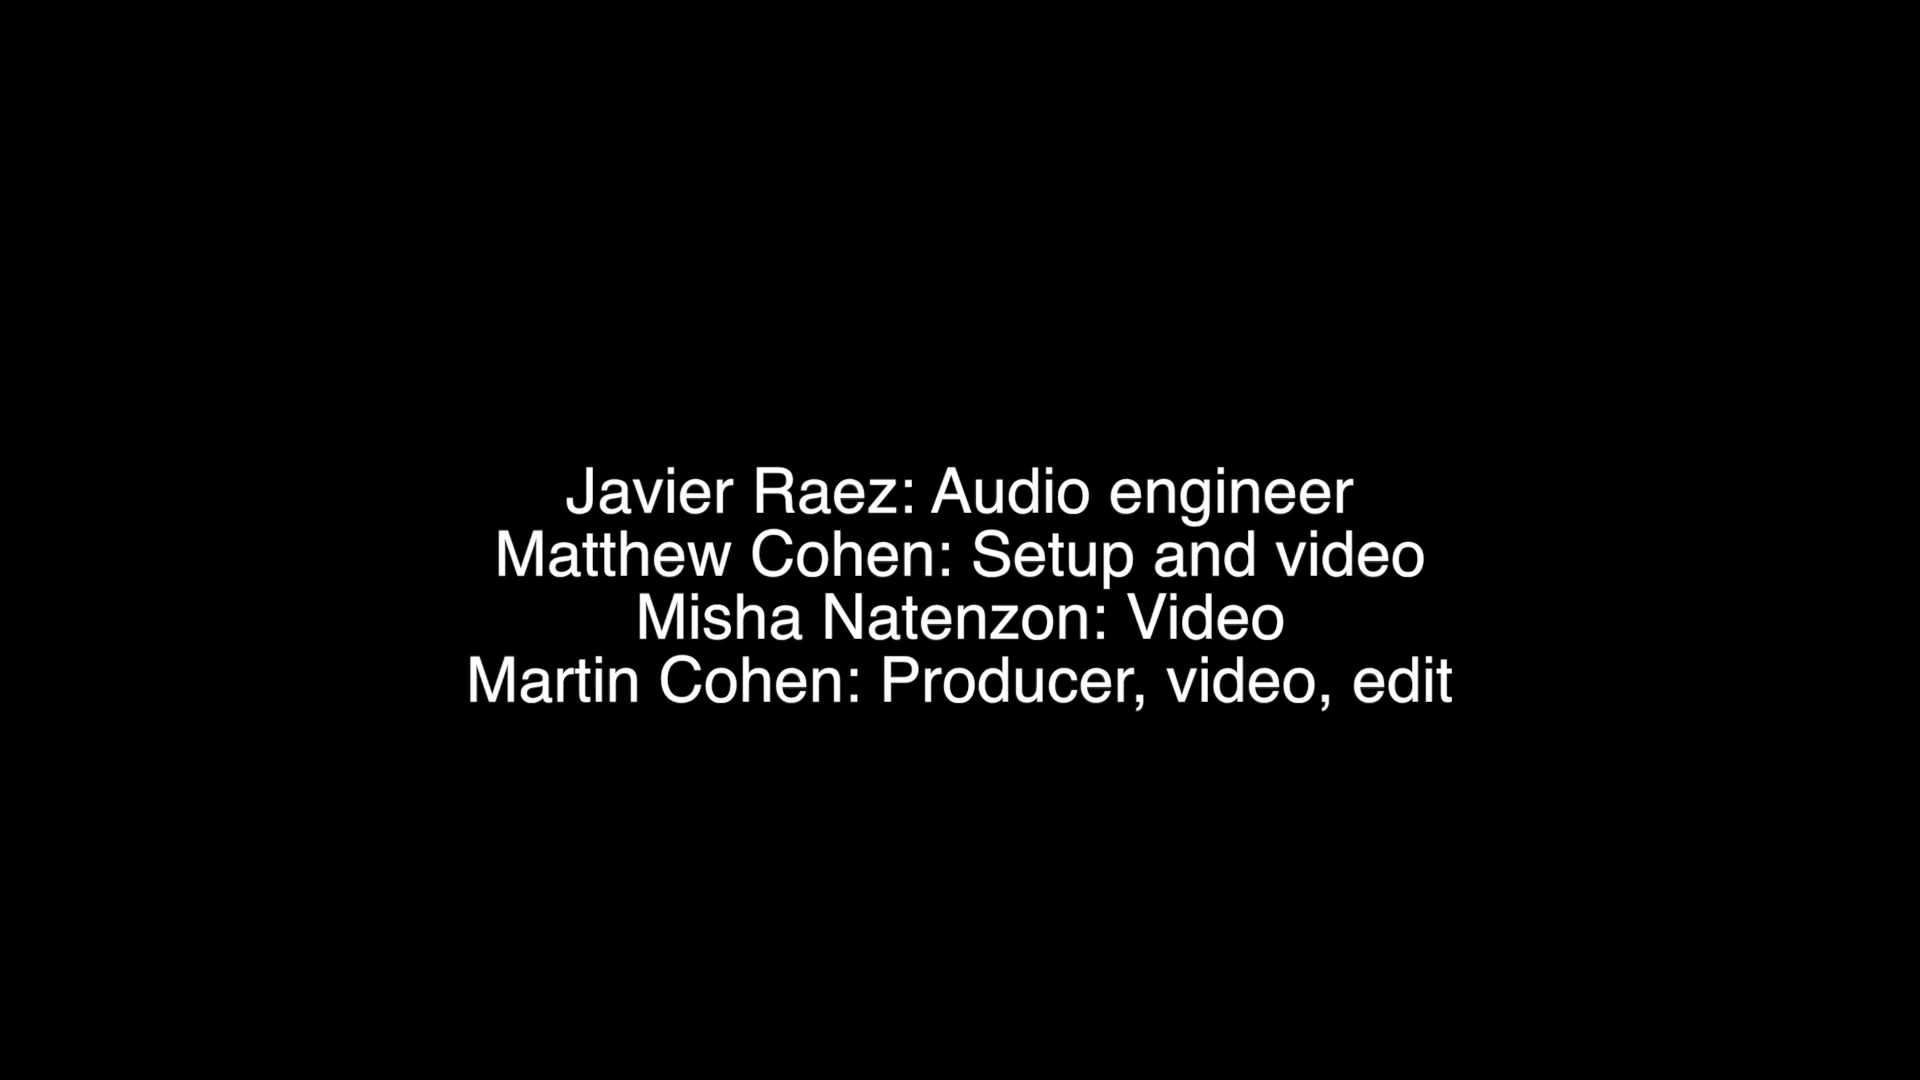 Javier Raez: Audio engineer
Matthew Cohen: Setup and video
Misha Natenzon: Video
Martin Cohen: Producer, video, edit